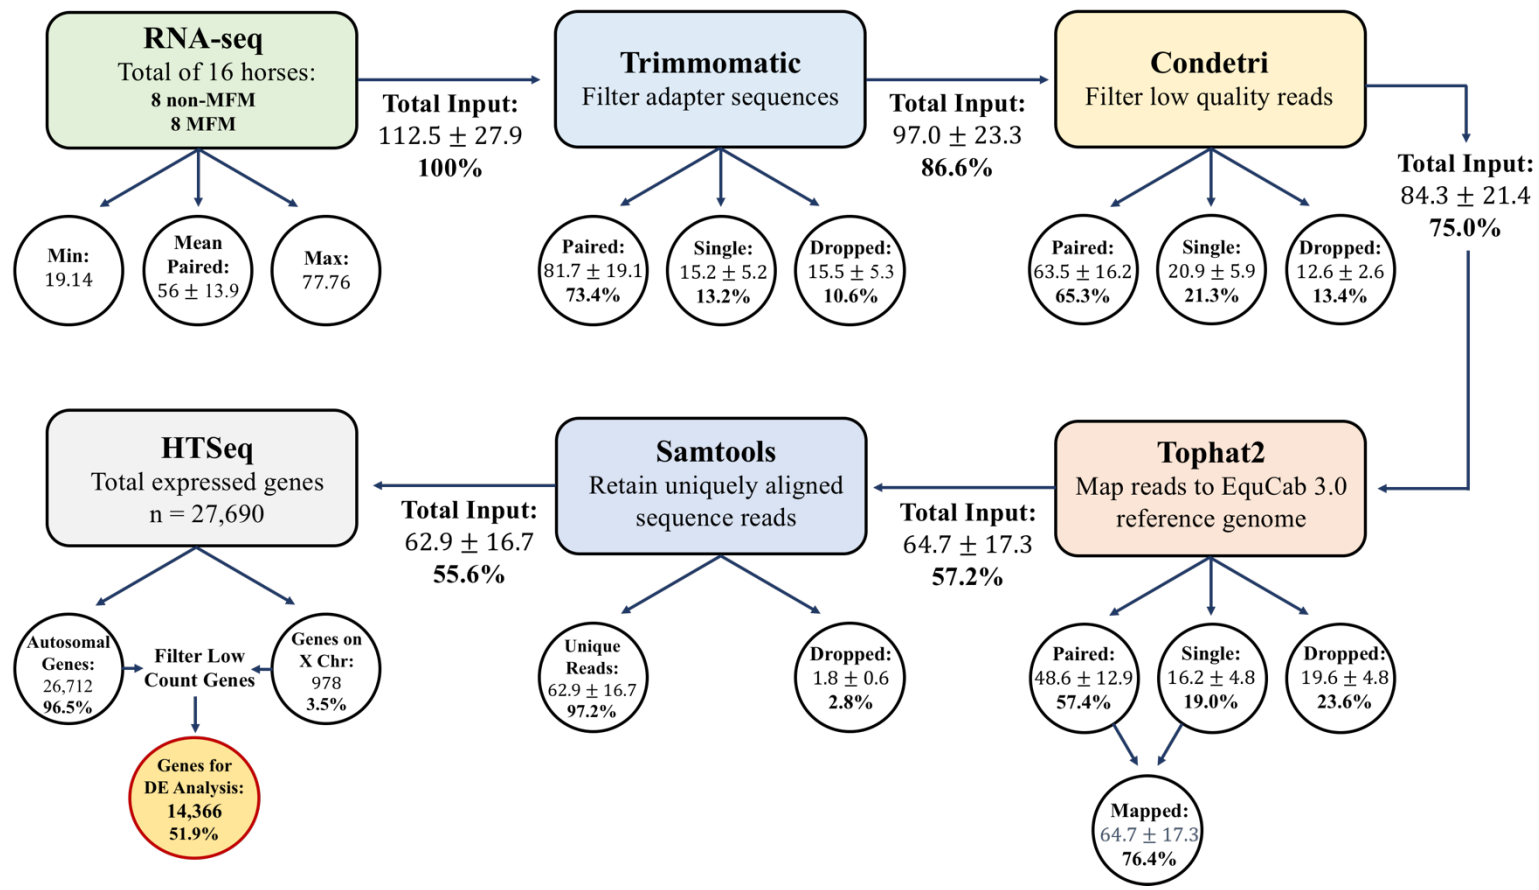 RNA-seq
Total of 16 horses:
8 non-MFM
8 MFM
Total Input:
112.5 ± 27.9
100%
Trimmomatic
Filter adapter sequences
Total Input:
97.0 ± 23.3
86.6%
Condetri
Filter low quality reads
Total Input:
84.3 ± 21.4
75.0%
Min:
19.14
Mean
Paired:
56 ± 13.9
Max:
77.76
Paired:
81.7 ± 19.1
73.4%
Single:
15.2 ± 5.2
13.2%
Dropped:
15.5 ± 5.3
10.6%
Paired:
63.5 ± 16.2
65.3%
Single:
20.9 ± 5.9
21.3%
Dropped:
12.6 ± 2.6
13.4%
HTSeq
Total expressed genes
n = 27,690
Total Input:
62.9 ± 16.7
55.6%
Samtools
Retain uniquely aligned
sequence reads
Total Input:
64.7 ± 17.3
57.2%
Tophat2
Map reads to EquCab 3.0
reference genome
Autosomal
Genes:
26,712
96.5%
Filter Low
Count Genes
Genes on
X Chr:
978
3.5%
Genes for
DE Analysis:
14,366
51.9%
Unique
Reads:
62.9 ± 16.7
97.2%
Dropped:
1.8 ± 0.6
2.8%
Paired:
48.6 ± 12.9
57.4%
Single:
16.2 ± 4.8
19.0%
Dropped:
19.6 ± 4.8
23.6%
Mapped:
64.7 ± 17.3
76.4%